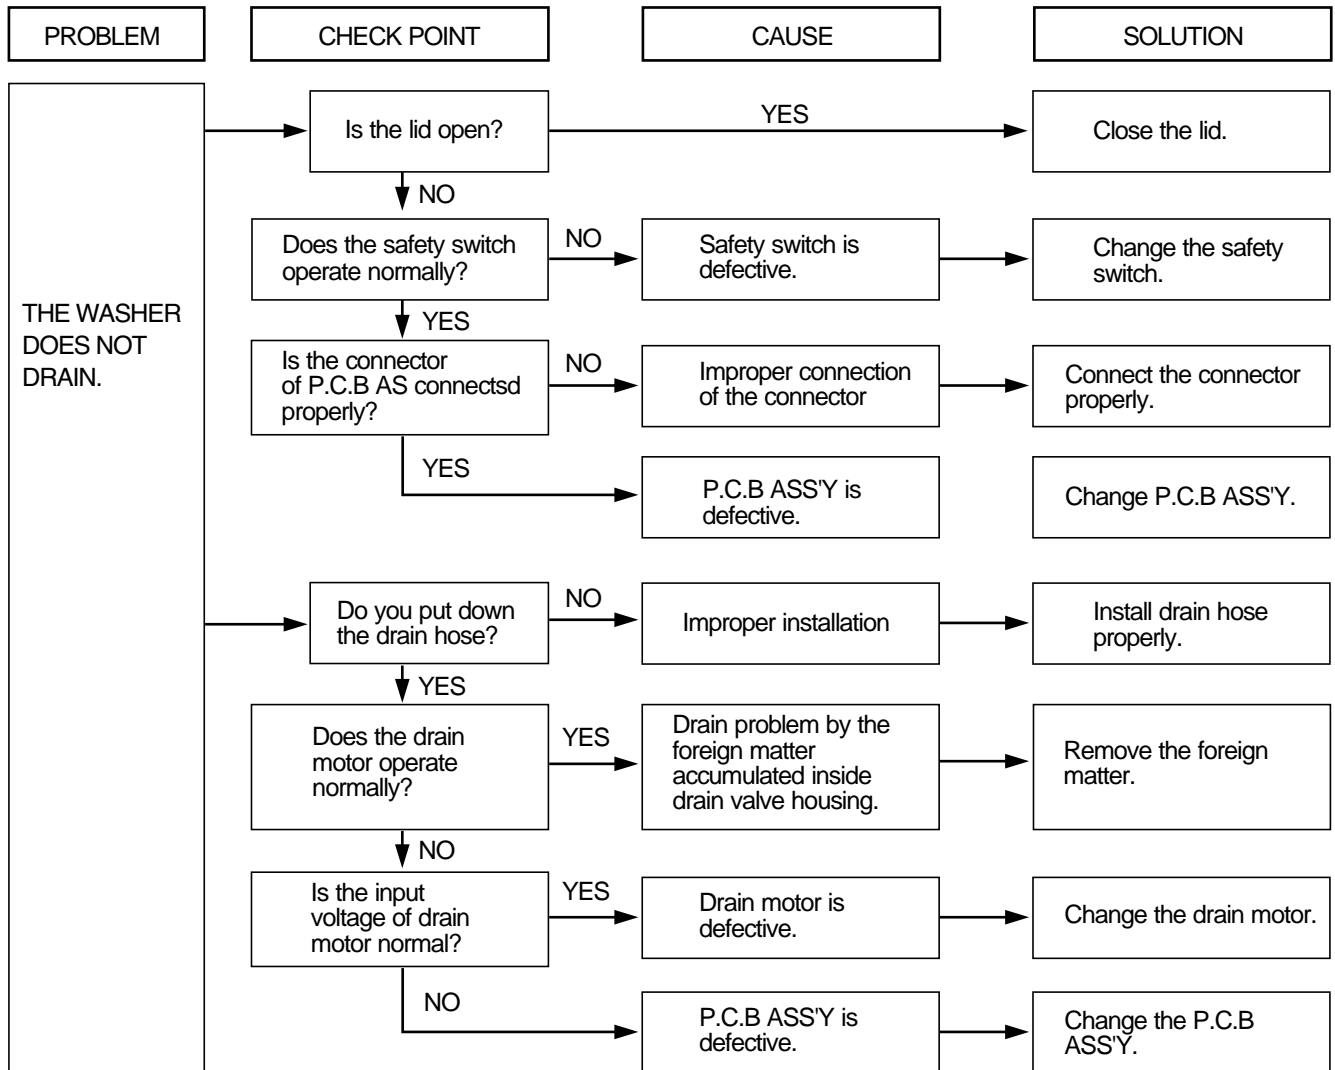 PROBLEM
CHECK POINT
CAUSE
SOLUTION
THE WASHER
DOES NOT
DRAIN.
Is the lid open?
YES
Close the lid.
NO
Does the safety switch
operate normally?
NO
Safety switch is
defective.
Change the safety
switch.
YES
Is the connector
of P.C.B AS connectsd
properly?
NO
Improper connection
of the connector
Connect the connector
properly.
YES
P.C.B ASS'Y is
defective.
Change P.C.B ASS'Y.
Do you put down
the drain hose?
NO
Improper installation
Install drain hose
properly.
YES
Does the drain
motor operate
normally?
YES
Drain problem by the
foreign matter
accumulated inside
drain valve housing.
Remove the foreign
matter.
NO
Is the input
voltage of drain
motor normal?
YES
Drain motor is
defective.
Change the drain motor.
NO
P.C.B ASS'Y is
defective.
Change the P.C.B
ASS'Y.